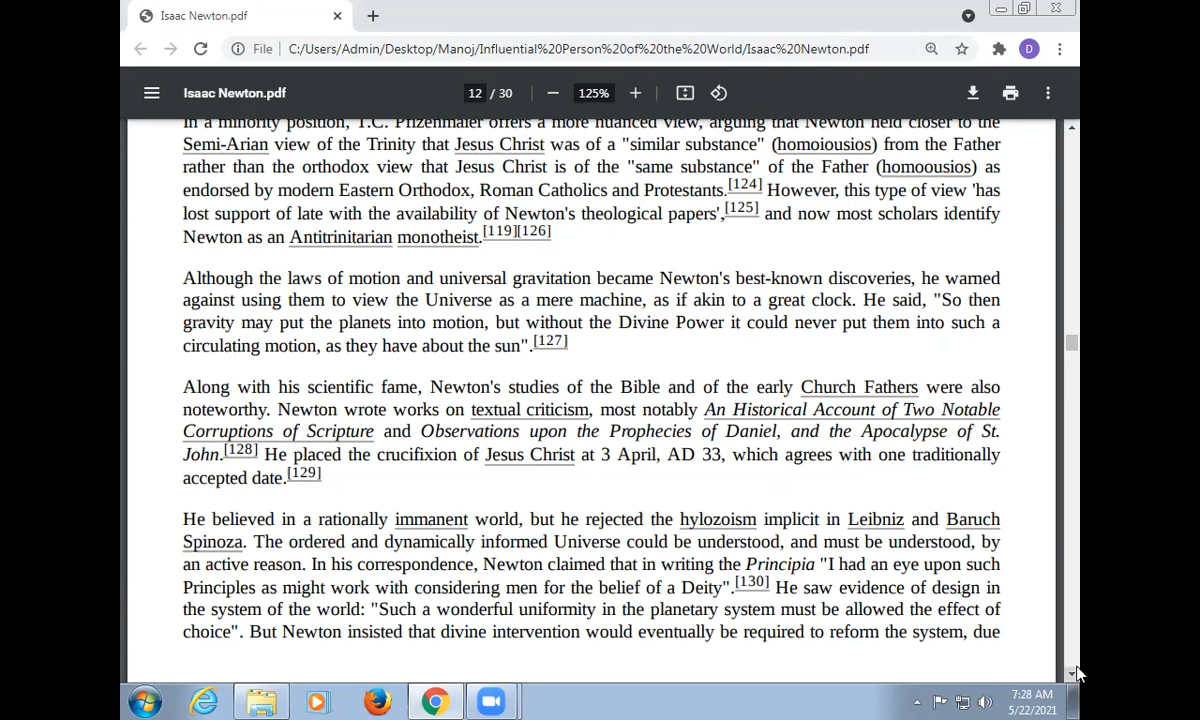 Isaac Newton.pdf
File
C:/Users/Admin/Desktop/Manoj/Influential%20Person%20of%20the%20World/Isaac%20Newton.pdf
D
Isaac Newton.pdf
12 / 30
125%
In a minority position, T.C. Pfizenmaier offers a more nuanced view, arguing that Newton held closer to the
Semi-Arian view of the Trinity that Jesus Christ was of a "similar substance" (homoiousios) from the Father
rather than the orthodox view that Jesus Christ is of the "same substance" of the Father (homoousios) as
endorsed by modern Eastern Orthodox, Roman Catholics and Protestants.[124] However, this type of view 'has
lost support of late with the availability of Newton's theological papers',[125] and now most scholars identify
Newton as an Antitrinitarian monotheist.[119][126]
Although the laws of motion and universal gravitation became Newton's best-known discoveries, he warned
against using them to view the Universe as a mere machine, as if akin to a great clock. He said, "So then
gravity may put the planets into motion, but without the Divine Power it could never put them into such a
circulating motion, as they have about the sun".[127]
Along with his scientific fame, Newton's studies of the Bible and of the early Church Fathers were also
noteworthy. Newton wrote works on textual criticism, most notably An Historical Account of Two Notable
Corruptions of Scripture and Observations upon the Prophecies of Daniel, and the Apocalypse of St.
John.[128] He placed the crucifixion of Jesus Christ at 3 April, AD 33, which agrees with one traditionally
accepted date.[129]
He believed in a rationally immanent world, but he rejected the hylozoism implicit in Leibniz and Baruch
Spinoza. The ordered and dynamically informed Universe could be understood, and must be understood, by
an active reason. In his correspondence, Newton claimed that in writing the Principia "I had an eye upon such
Principles as might work with considering men for the belief of a Deity".[130] He saw evidence of design in
the system of the world: "Such a wonderful uniformity in the planetary system must be allowed the effect of
choice". But Newton insisted that divine intervention would eventually be required to reform the system, due
7:28 AM
5/22/2021